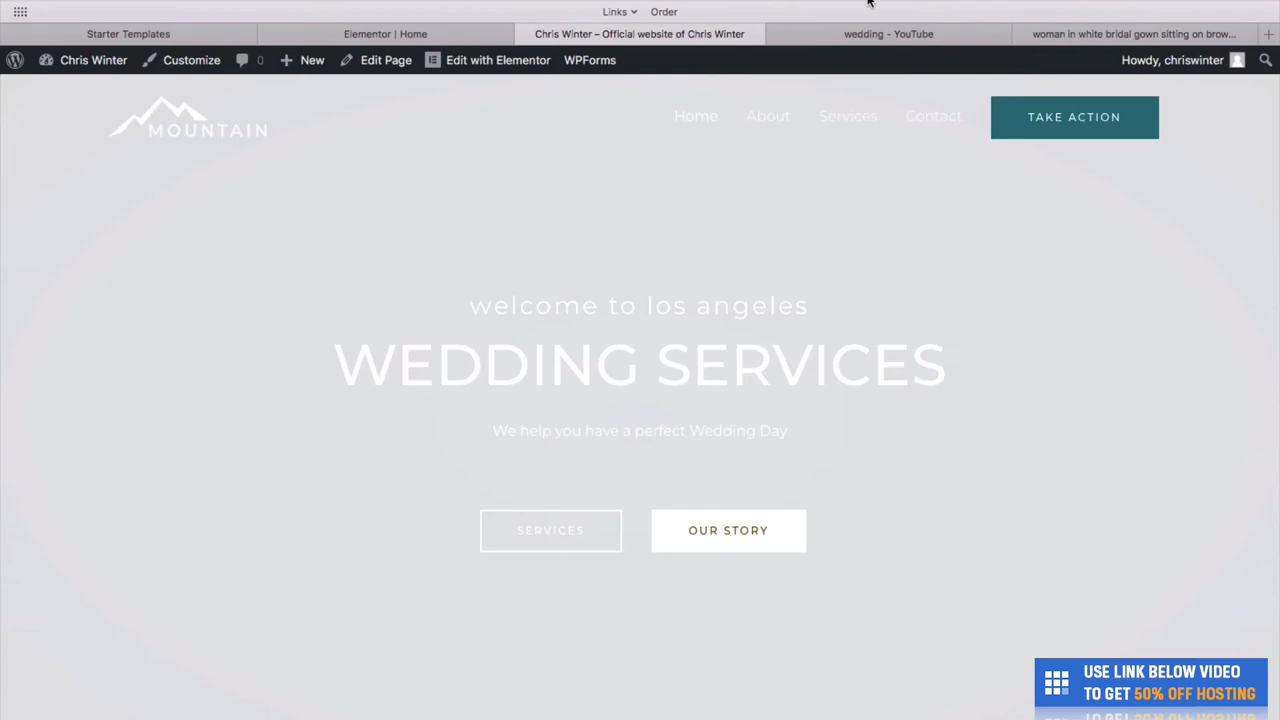 Links Order
Starter Templates
Elementor | Home
Chris Winter – Official website of Chris Winter
wedding - YouTube
woman in white bridal gown sitting on brow...
Chris Winter Customize 0 New Edit Page Edit with Elementor WPForms Howdy, chriswinter
MOUNTAIN
Home About Services Contact TAKE ACTION
welcome to los angeles
WEDDING SERVICES
We help you have a perfect Wedding Day
SERVICES OUR STORY
USE LINK BELOW VIDEO
TO GET 50% OFF HOSTING